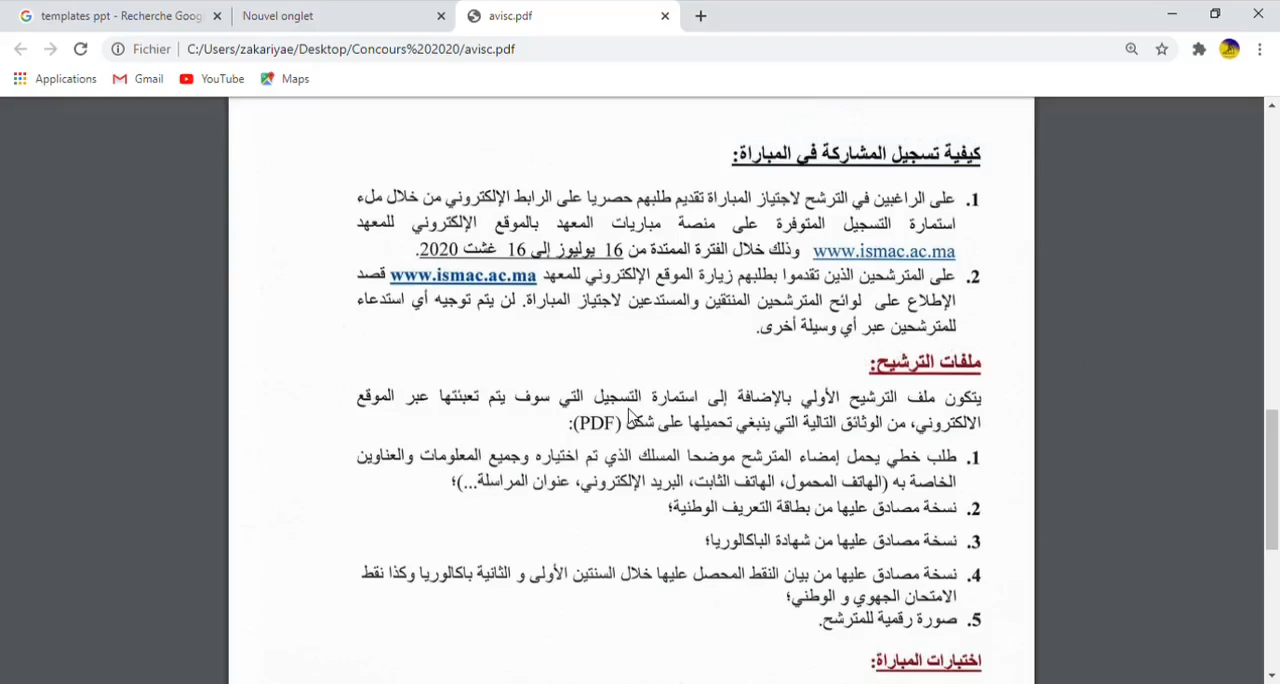 templates ppt - Recherche Goog
Nouvel onglet
avisc.pdf
Fichier
C:/Users/zakariyae/Desktop/Concours%202020/avisc.pdf
Applications
Gmail
YouTube
Maps
كيفية تسجيل المشاركة في المباراة:
1. على الراغبين في الترشح لاجتياز المباراة تقديم طلبهم حصريا على الرابط الإلكتروني من خلال ملء
استمارة التسجيل المتوفرة على منصة مباريات المعهد بالموقع الإلكتروني للمعهد
www.ismac.ac.ma وذلك خلال الفترة الممتدة من 16 يوليوز إلى 16 غشت 2020.
2. على المترشحين الذين تقدموا بطلبهم زيارة الموقع الإلكتروني للمعهد www.ismac.ac.ma قصد
الإطلاع على لوائح المترشحين المنتقين والمستدعين لاجتياز المباراة. لن يتم توجيه أي استدعاء
للمترشحين عبر أي وسيلة أخرى.
ملفات الترشيح:
يتكون ملف الترشيح الأولي بالإضافة إلى استمارة التسجيل التي سوف يتم تعبئتها عبر الموقع
الالكتروني، من الوثائق التالية التي ينبغي تحميلها على شكل (PDF):
1. طلب خطي يحمل إمضاء المترشح موضحا المسلك الذي تم اختياره وجميع المعلومات والعناوين
الخاصة به (الهاتف المحمول، الهاتف الثابت، البريد الإلكتروني، عنوان المراسلة...)؛
2. نسخة مصادق عليها من بطاقة التعريف الوطنية؛
3. نسخة مصادق عليها من شهادة الباكالوريا؛
4. نسخة مصادق عليها من بيان النقط المحصل عليها خلال السنتين الأولى و الثانية باكالوريا وكذا نقط
الامتحان الجهوي و الوطني؛
5. صورة رقمية للمترشح.
اختبارات المباراة: